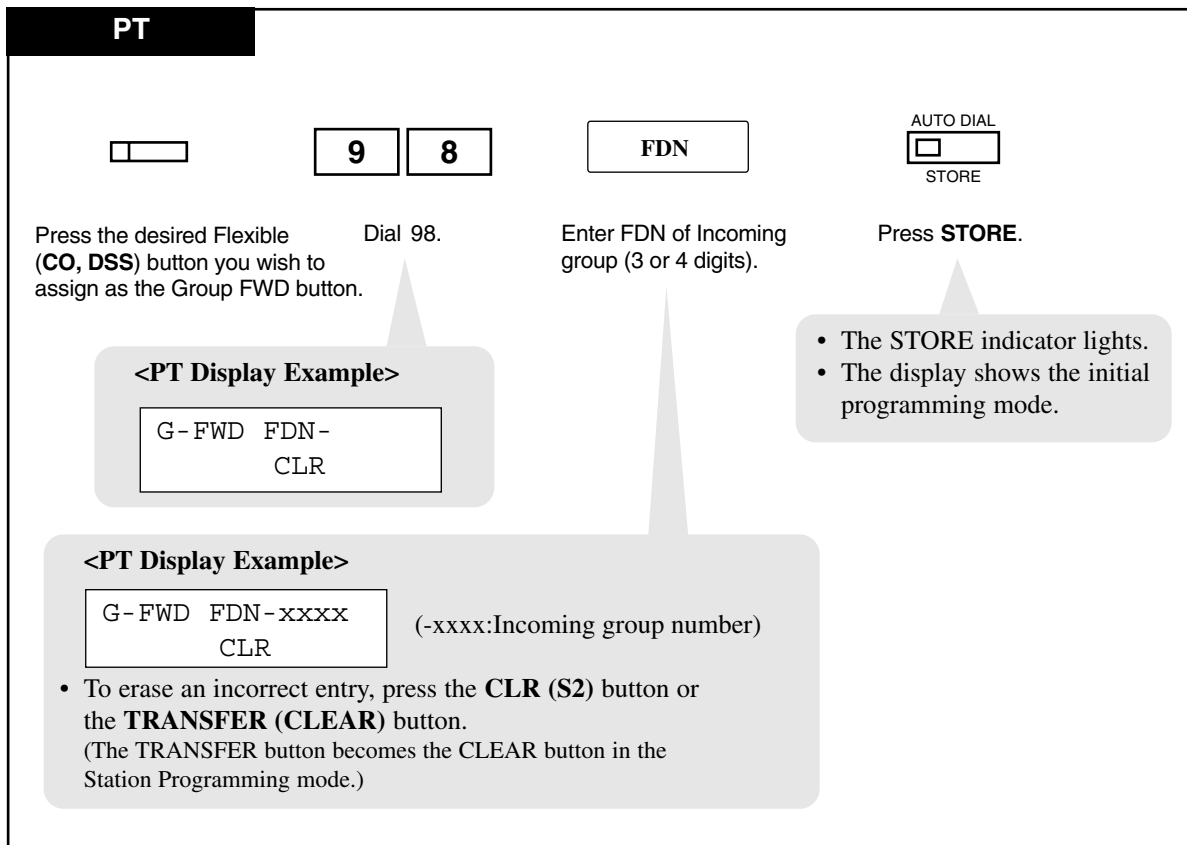 PT
9 8
FDN
AUTO DIAL
STORE
Press the desired Flexible
(CO, DSS) button you wish to
assign as the Group FWD button.
Dial 98.
Enter FDN of Incoming
group (3 or 4 digits).
Press STORE.
<PT Display Example>
G-FWD FDN-
CLR
• The STORE indicator lights.
• The display shows the initial
programming mode.
<PT Display Example>
G-FWD FDN-xxxx
CLR
(-xxxx:Incoming group number)
• To erase an incorrect entry, press the CLR (S2) button or
the TRANSFER (CLEAR) button.
(The TRANSFER button becomes the CLEAR button in the
Station Programming mode.)